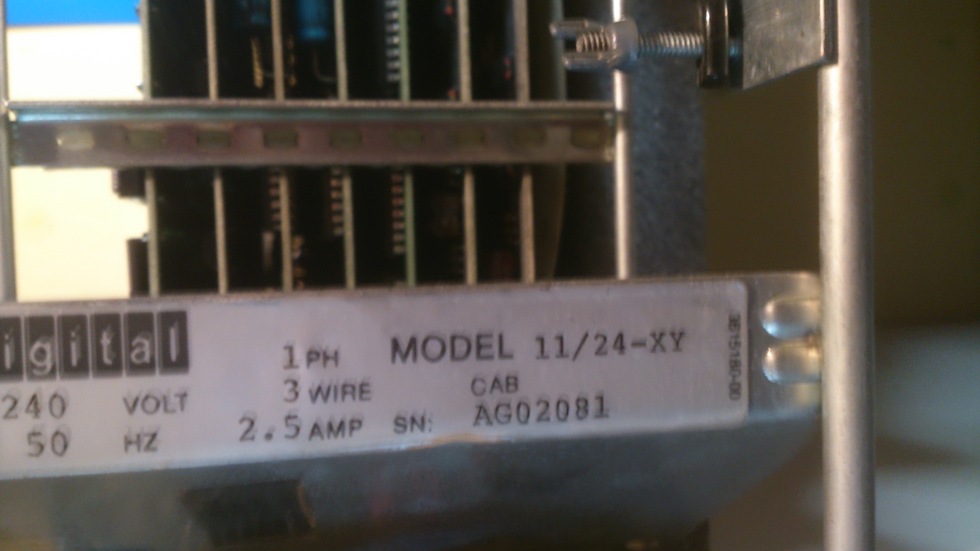 igital
1 PH MODEL 11/24-XY
240 VOLT 3 WIRE CAB
50 HZ 2.5 AMP SN: AG02081